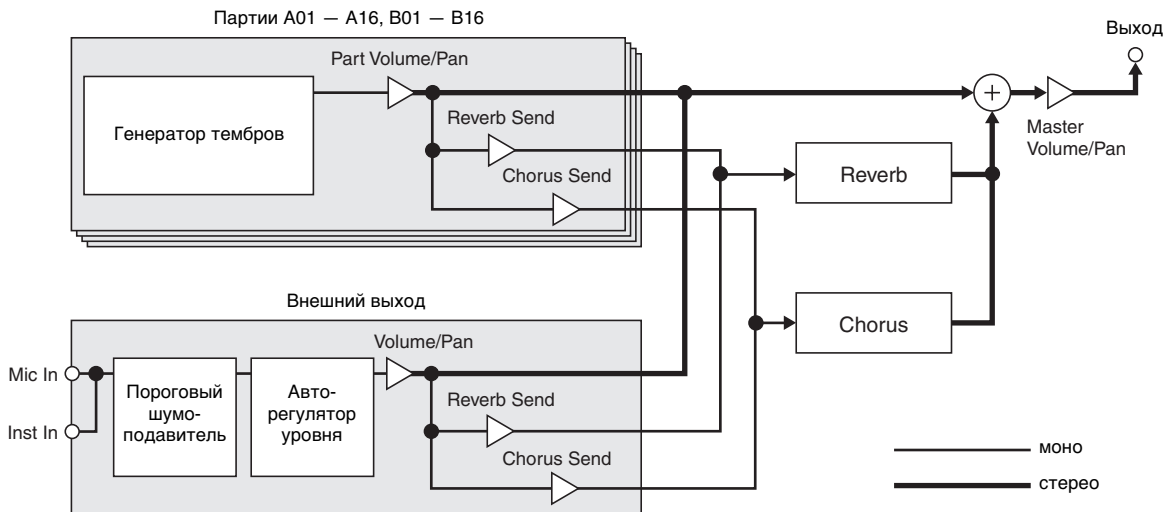 Партии A01 — A16, B01 — B16
Выход
Part Volume/Pan
Генератор тембров
Reverb Send
Chorus Send
+
Master
Volume/Pan
Reverb
Внешний выход
Chorus
Volume/Pan
Mic In
Inst In
Пороговый
шумо-
подавитель
Авто-
регулятор
уровня
Reverb Send
Chorus Send
моно
стерео